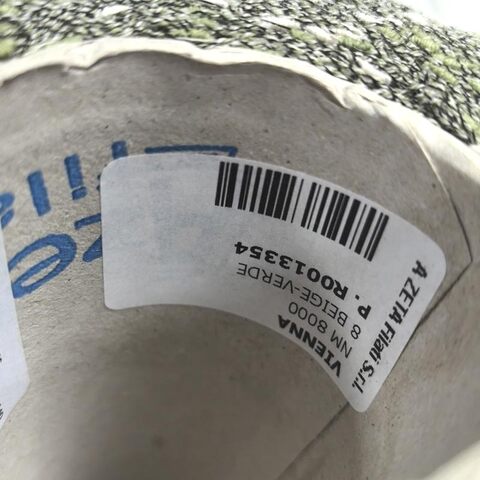 A ZETA Filati S.r.l.
VIENNA
NM 8000
8 BEIGE-VERDE
P. R0013354